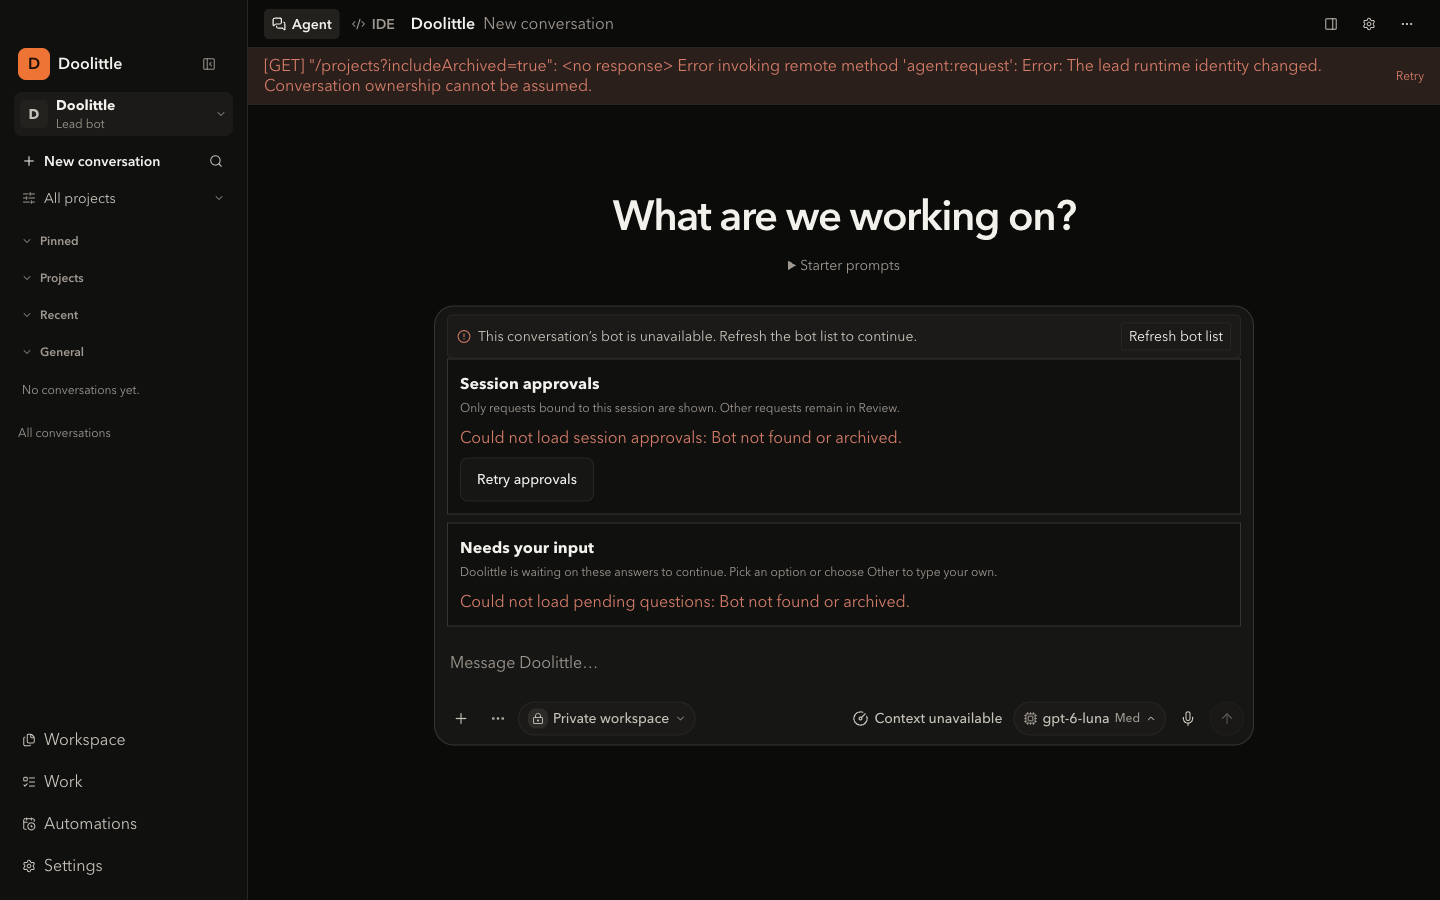 Agent
IDE
Doolittle New conversation
D Doolittle
D
Doolittle
Lead bot
New conversation
All projects
Pinned
Projects
Recent
General
No conversations yet.
All conversations
Workspace
Work
Automations
Settings
[GET] "/projects?includeArchived=true": <no response> Error invoking remote method 'agent:request': Error: The lead runtime identity changed.
Conversation ownership cannot be assumed.
Retry
What are we working on?
Starter prompts
This conversation’s bot is unavailable. Refresh the bot list to continue.
Refresh bot list
Session approvals
Only requests bound to this session are shown. Other requests remain in Review.
Could not load session approvals: Bot not found or archived.
Retry approvals
Needs your input
Doolittle is waiting on these answers to continue. Pick an option or choose Other to type your own.
Could not load pending questions: Bot not found or archived.
Message Doolittle…
Private workspace
Context unavailable
gpt-6-luna Med